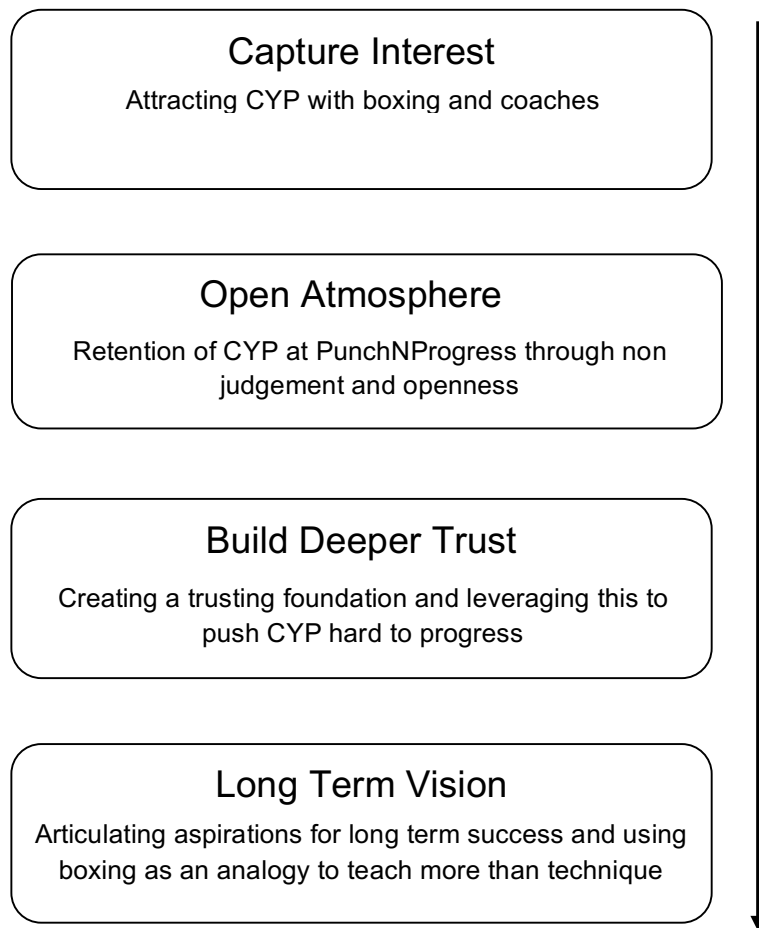 Capture Interest
Attracting CYP with boxing and coaches
Open Atmosphere
Retention of CYP at PunchNProgress through non
judgement and openness
Build Deeper Trust
Creating a trusting foundation and leveraging this to
push CYP hard to progress
Long Term Vision
Articulating aspirations for long term success and using
boxing as an analogy to teach more than technique